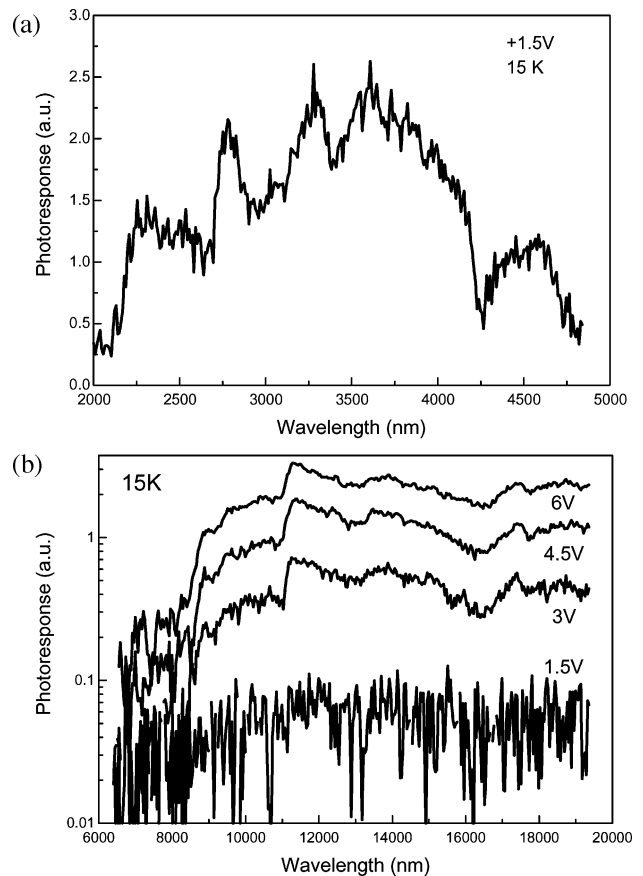 (a)
+1.5V
15 K
Photoresponse (a.u.)
3.0
2.5
2.0
1.5
1.0
0.5
0.0
2000 2500 3000 3500 4000 4500 5000
Wavelength (nm)
(b)
15K
6V
4.5V
3V
1.5V
Photoresponse (a.u.)
1
0.1
0.01
6000 8000 10000 12000 14000 16000 18000 20000
Wavelength (nm)